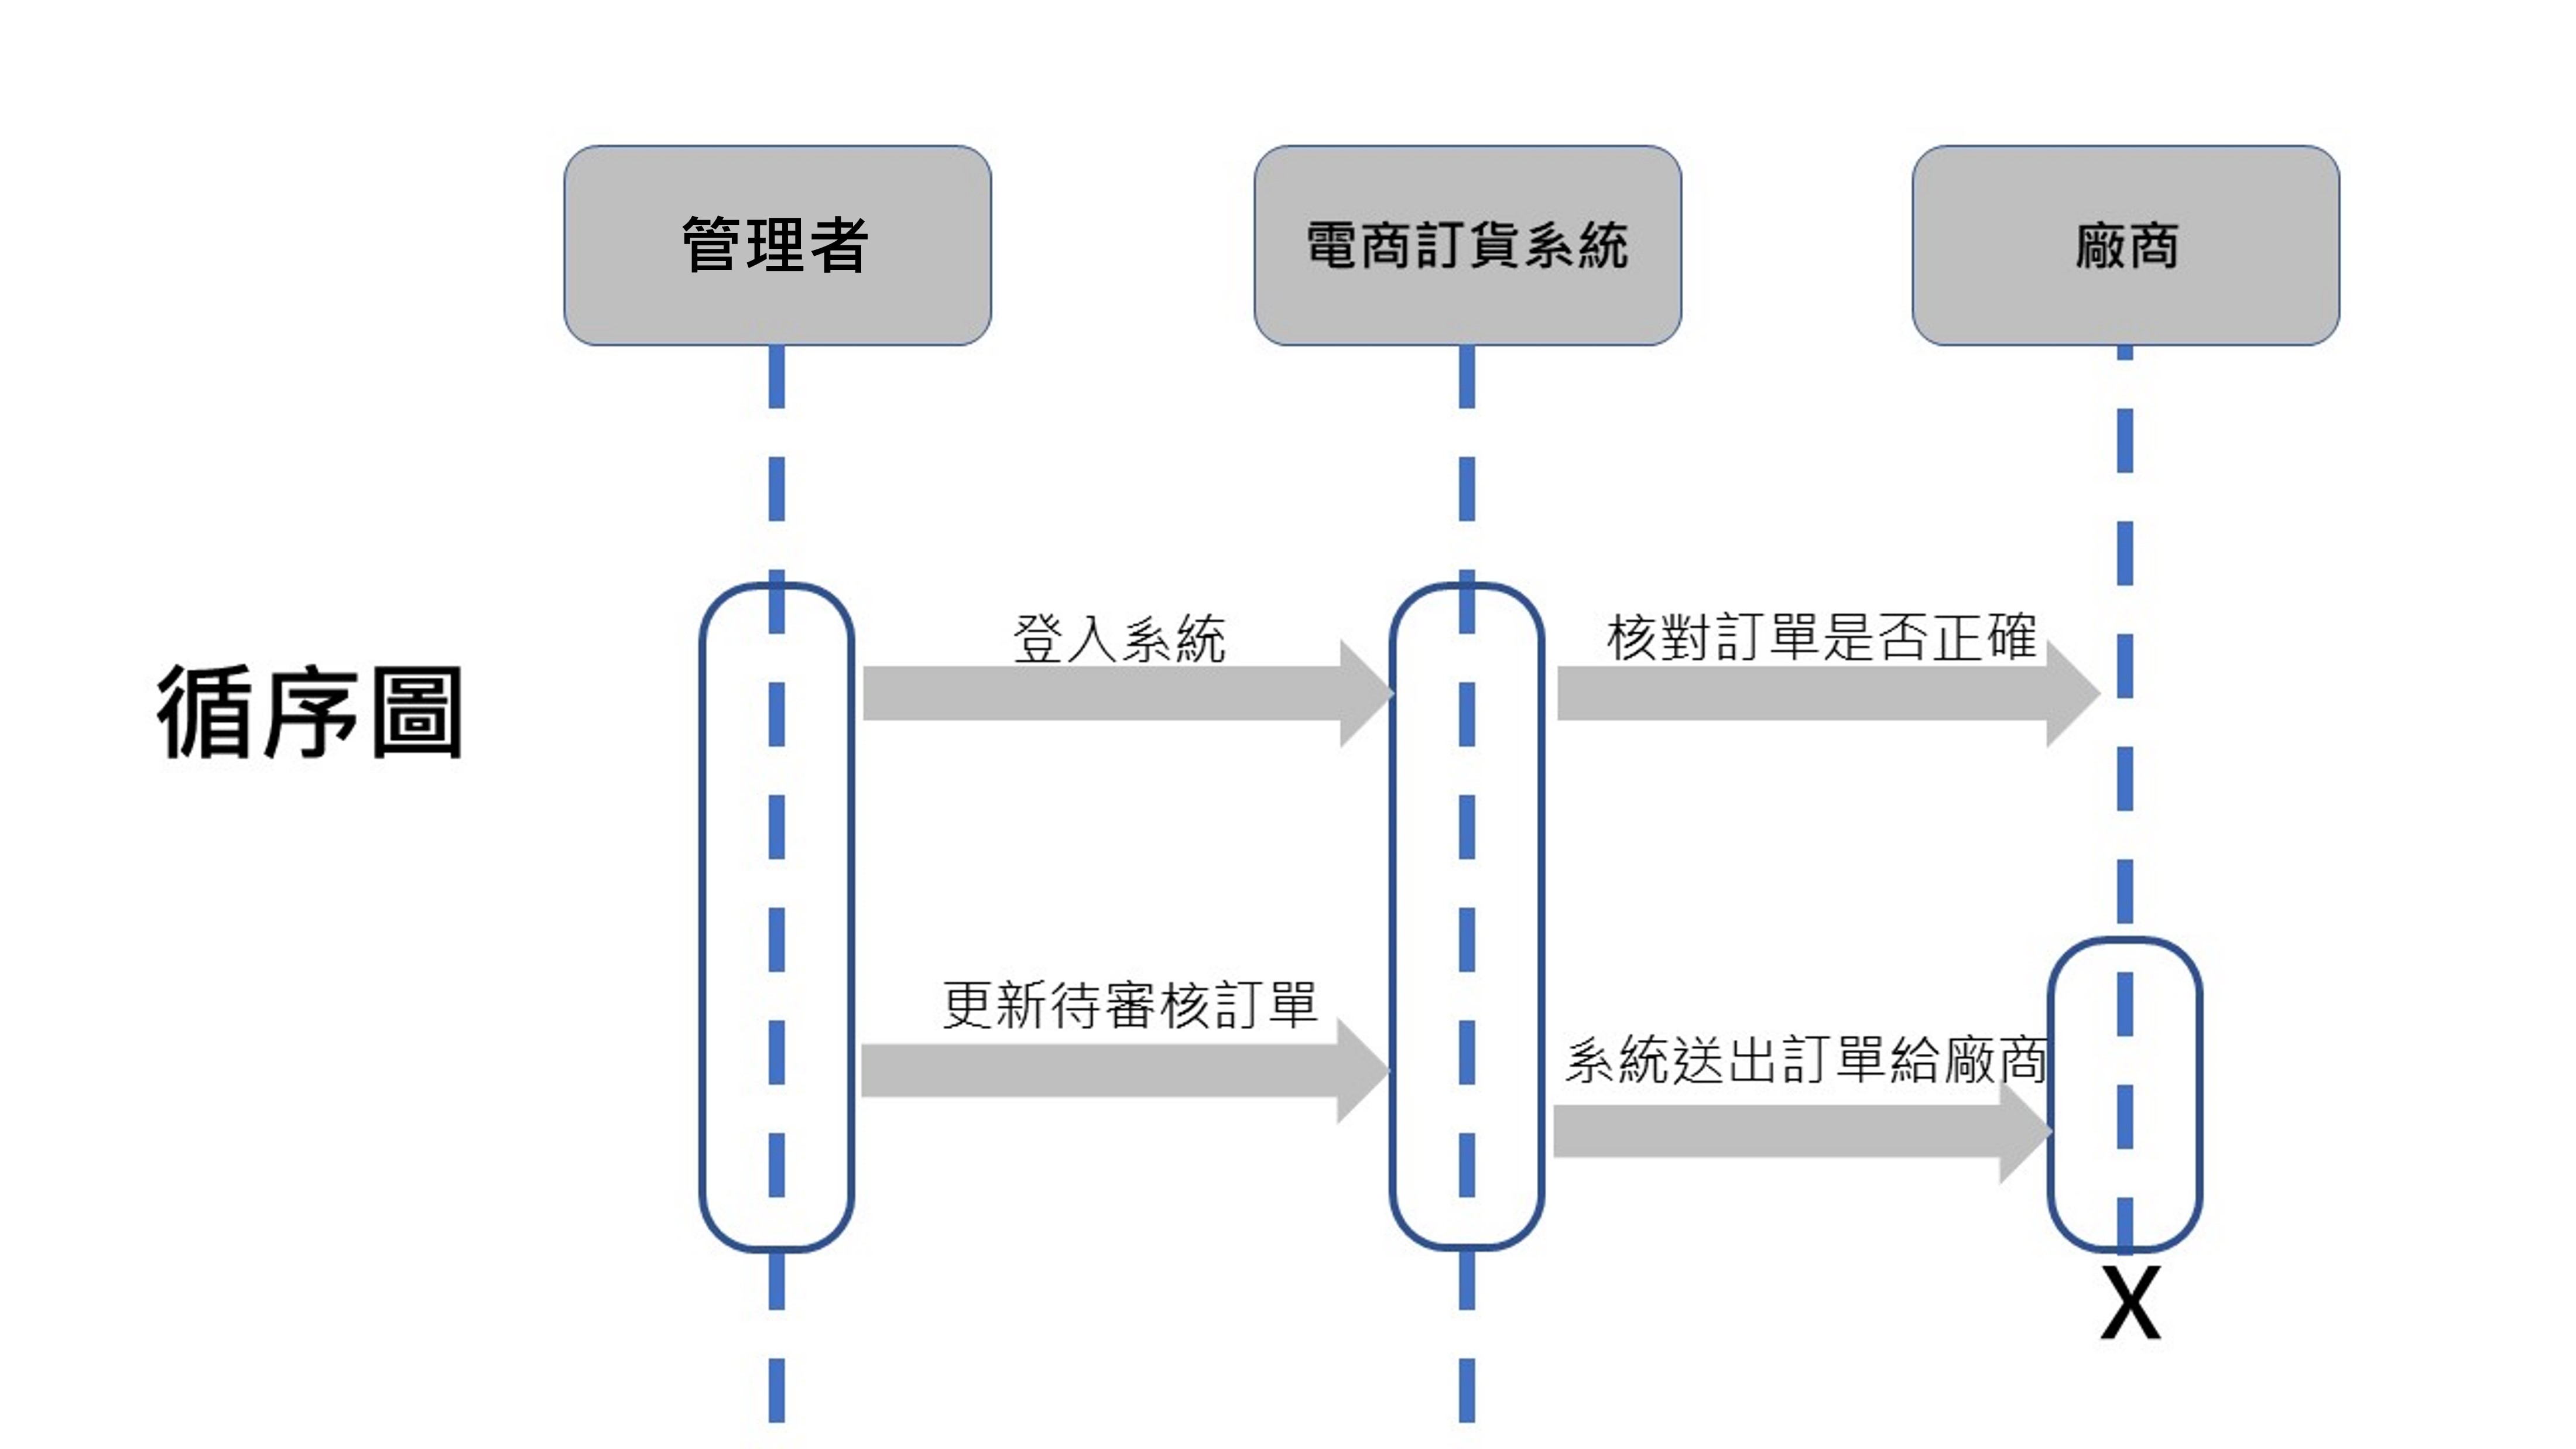 管理者
電商訂貨系統
廠商
循序圖
登入系統
核對訂單是否正確
更新待審核訂單
系統送出訂單給廠商
X